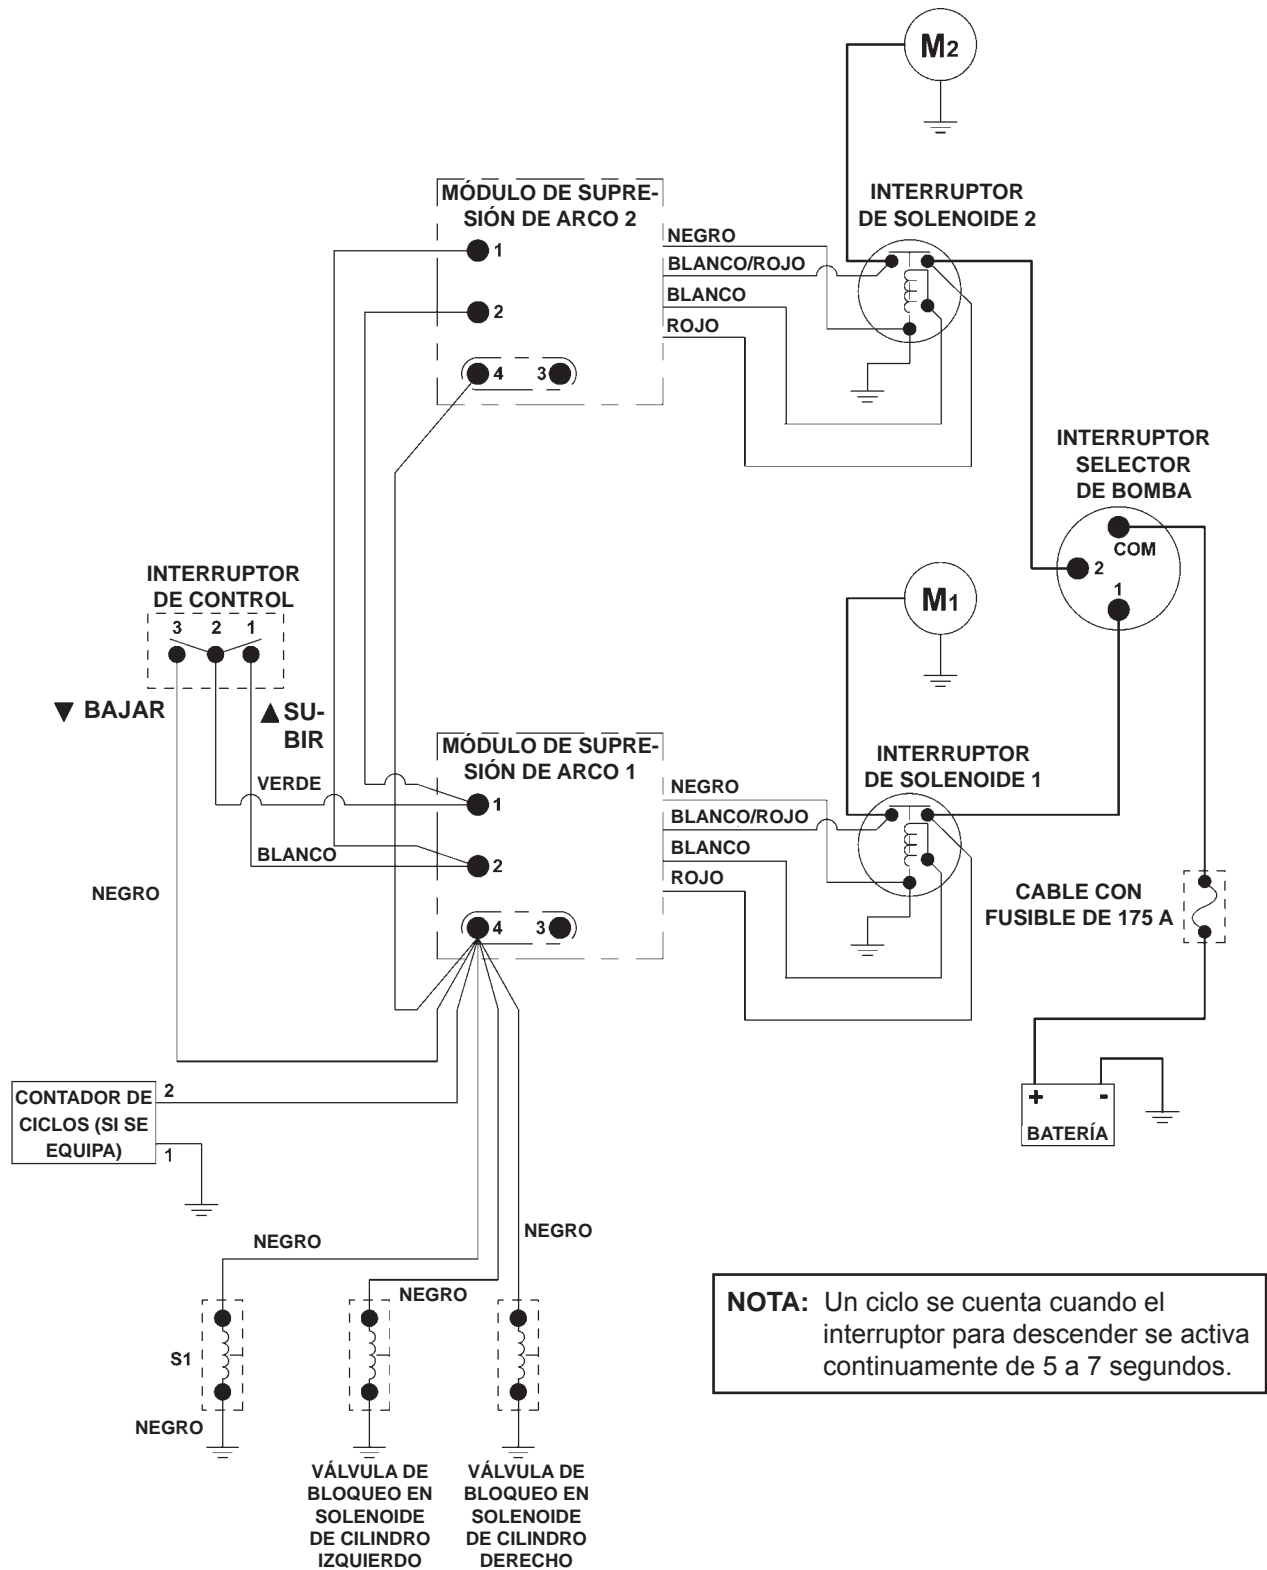 M2
MÓDULO DE SUPRE-
SIÓN DE ARCO 2
1
2
4
3
NEGRO
BLANCO/ROJO
BLANCO
ROJO
INTERRUPTOR
DE SOLENOIDE 2
INTERRUPTOR
SELECTOR
DE BOMBA
COM
2
1
INTERRUPTOR
DE CONTROL
3 2 1
▼ BAJAR
▲ SU-
BIR
M1
MÓDULO DE SUPRE-
SIÓN DE ARCO 1
1
2
4
3
VERDE
BLANCO
NEGRO
NEGRO
BLANCO/ROJO
BLANCO
ROJO
INTERRUPTOR
DE SOLENOIDE 1
CABLE CON
FUSIBLE DE 175 A
+ -
BATERÍA
CONTADOR DE
CICLOS (SI SE
EQUIPA)
2
1
NEGRO
NEGRO
NEGRO
S1
NEGRO
VÁLVULA DE
BLOQUEO EN
SOLENOIDE
DE CILINDRO
IZQUIERDO
VÁLVULA DE
BLOQUEO EN
SOLENOIDE
DE CILINDRO
DERECHO
NOTA: Un ciclo se cuenta cuando el
interruptor para descender se activa
continuamente de 5 a 7 segundos.